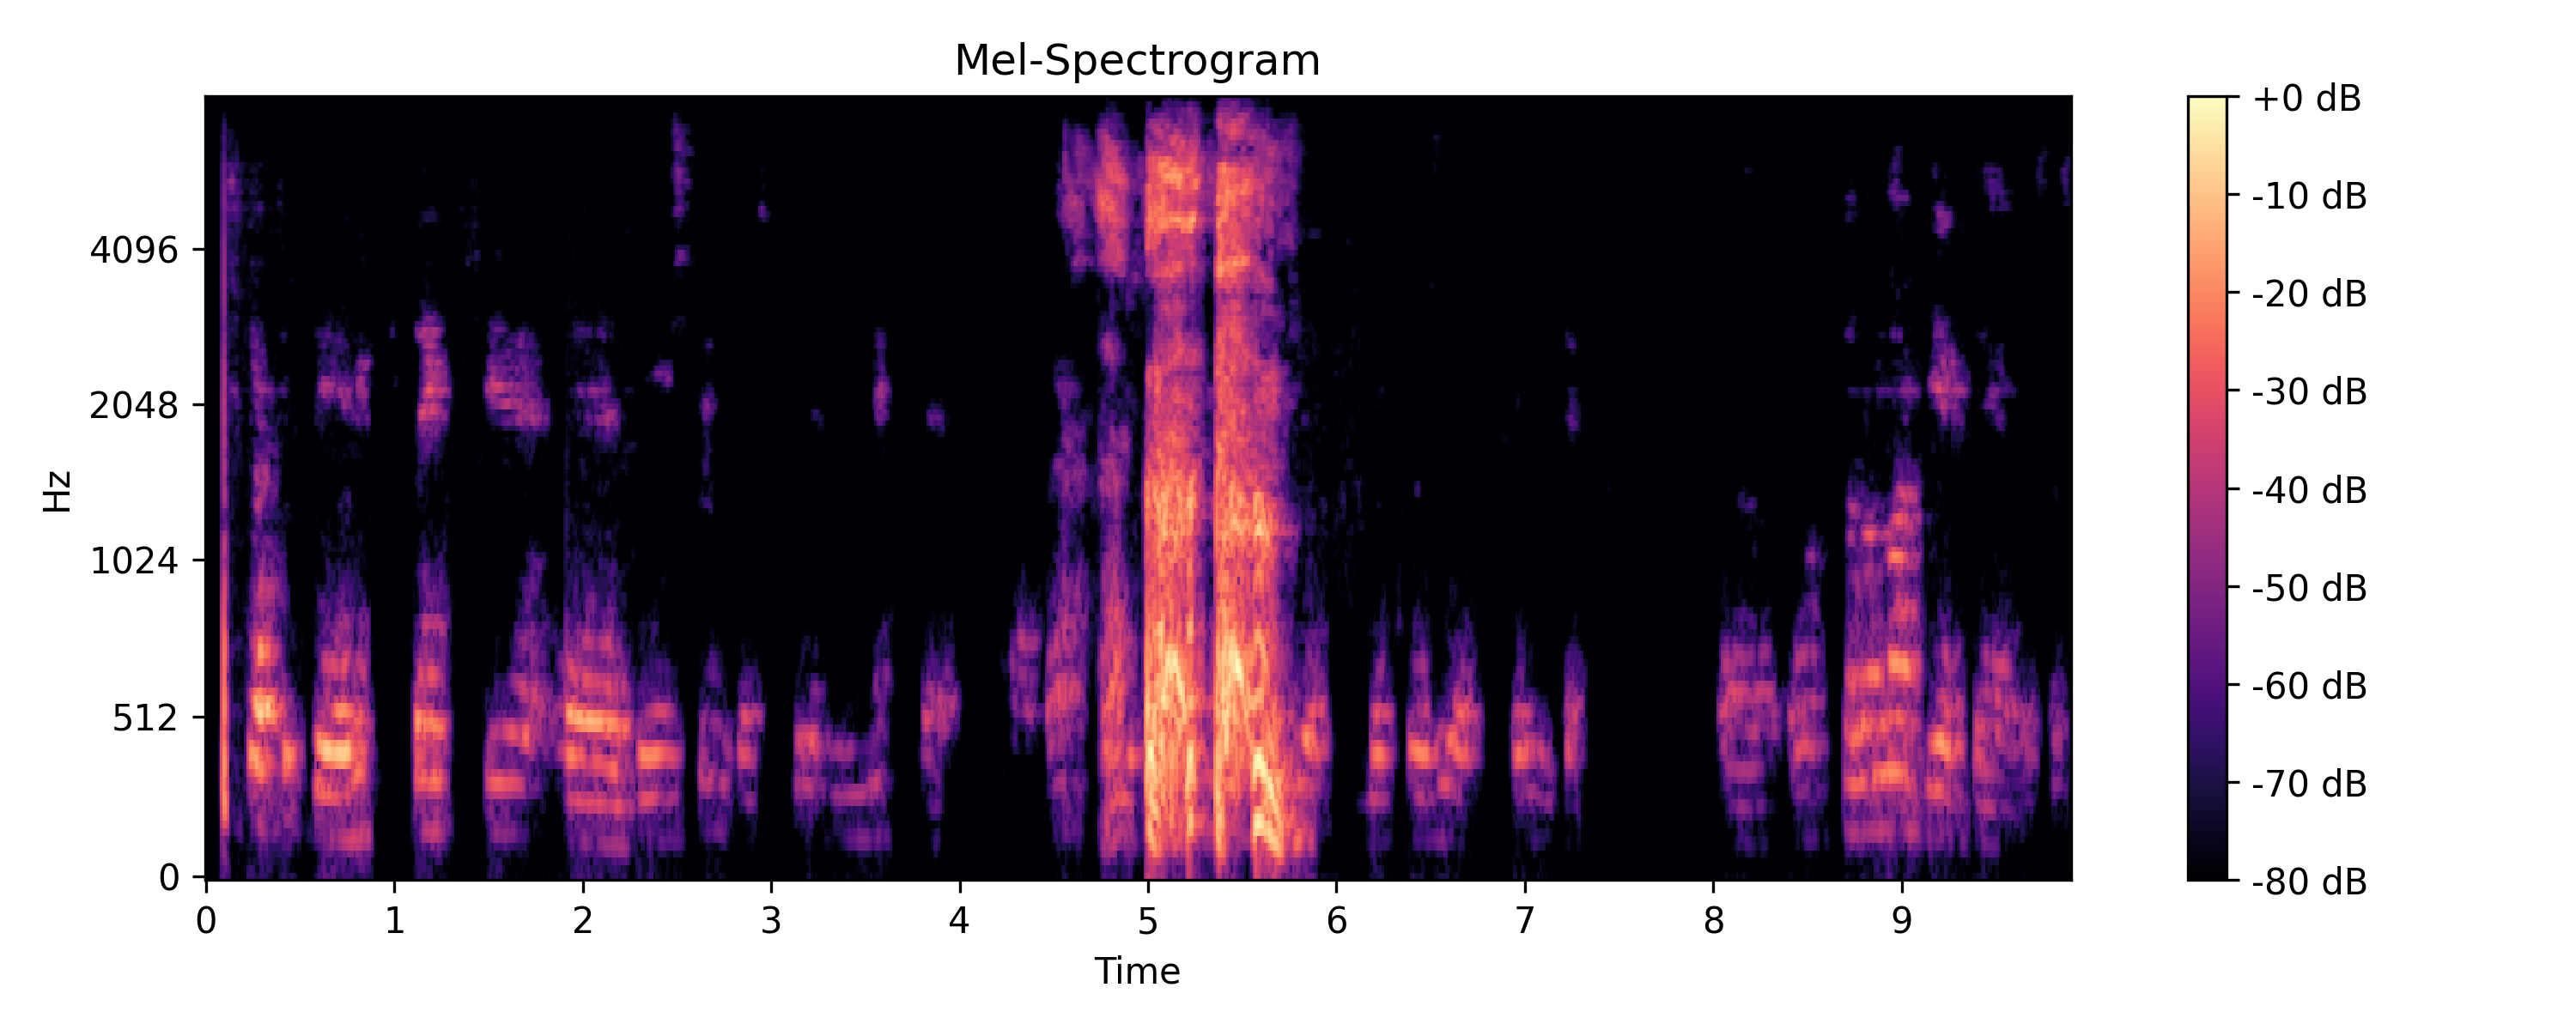 Mel-Spectrogram
Hz
4096
2048
1024
512
0
0 1 2 3 4 5 6 7 8 9
Time
+0 dB
-10 dB
-20 dB
-30 dB
-40 dB
-50 dB
-60 dB
-70 dB
-80 dB